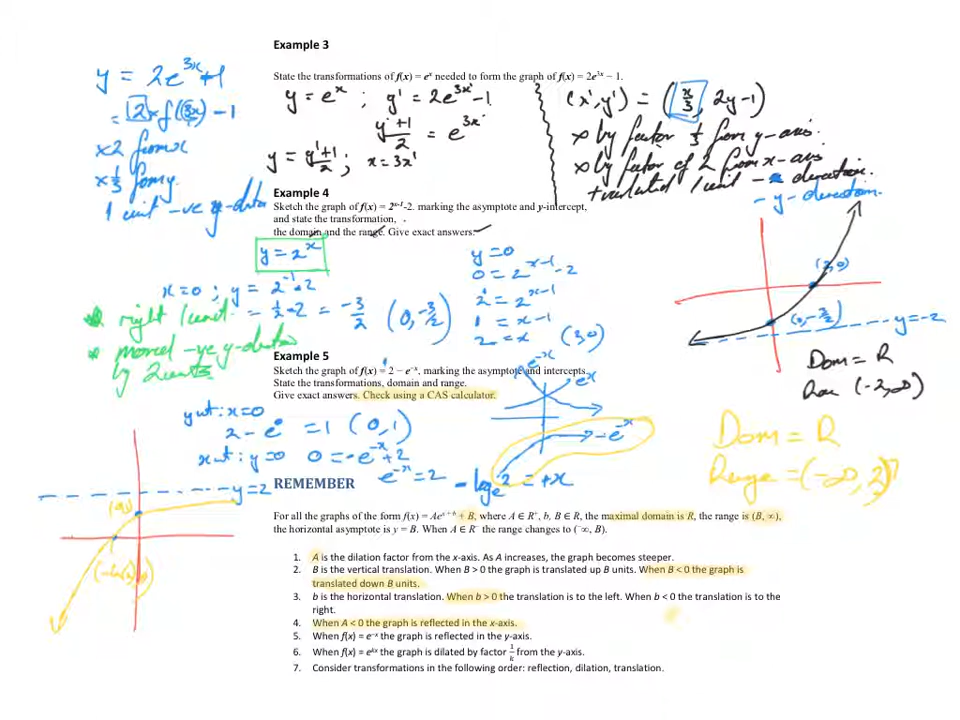 Example 3
State the transformations of f(x) = eˣ needed to form the graph of f(x) = 2e³ˣ − 1.
y = 2e³ˣ+1
= 2×f(3x) −1
×2 from x
×⅓ from y
1 unit -ve y-
y = eˣ ; y' = 2e³ˣ' −1
(y'+1)/2 = e³ˣ'
y = (y'+1)/2 ; x = 3x'
(x', y') = (x/3, 2y−1)
× by factor ⅓ from y-axis.
× by factor of 2 from x-axis
translated 1 unit - direction.
- y-direction.
Example 4
Sketch the graph of f(x) = 2ˣ⁻¹-2. marking the asymptote and y-intercept,
and state the transformation,
the domain and the range. Give exact answers.
y = 2ˣ
x=0 ; y = 2⁻¹-2
= ½-2 = -3/2 (0,-3/2)
* right 1 unit
* moved -ve y-
by 2 units
y=0
0 = 2ˣ⁻¹-2
2 = 2ˣ⁻¹
1 = x-1
2 = x
(0,-3/2)
y=-2
Dom = R
Ran (-2,∞)
Example 5
Sketch the graph of f(x) = 2 − e⁻ˣ, marking the asymptote and intercepts.
State the transformations, domain and range.
Give exact answers. Check using a CAS calculator.
e⁻ˣ
eˣ
-e⁻ˣ
y int : x=0
2 - e⁰ = 1 (0,1)
x int : y=0 0 = -e⁻ˣ+2
e⁻ˣ = 2 -logₑ2 = +x
Dom = R
Range = (-∞, 2)
y=2
REMEMBER
For all the graphs of the form f(x) = Aeˣ⁺ᵇ + B, where A ∈ R⁺, b, B ∈ R, the maximal domain is R, the range is (B, ∞),
the horizontal asymptote is y = B. When A ∈ R⁻ the range changes to (⁻∞, B).
1. A is the dilation factor from the x-axis. As A increases, the graph becomes steeper.
2. B is the vertical translation. When B > 0 the graph is translated up B units. When B < 0 the graph is
translated down B units.
3. b is the horizontal translation. When b > 0 the translation is to the left. When b < 0 the translation is to the
right.
4. When A < 0 the graph is reflected in the x-axis.
5. When f(x) = e⁻ˣ the graph is reflected in the y-axis.
6. When f(x) = eᵏˣ the graph is dilated by factor 1/k from the y-axis.
7. Consider transformations in the following order: reflection, dilation, translation.